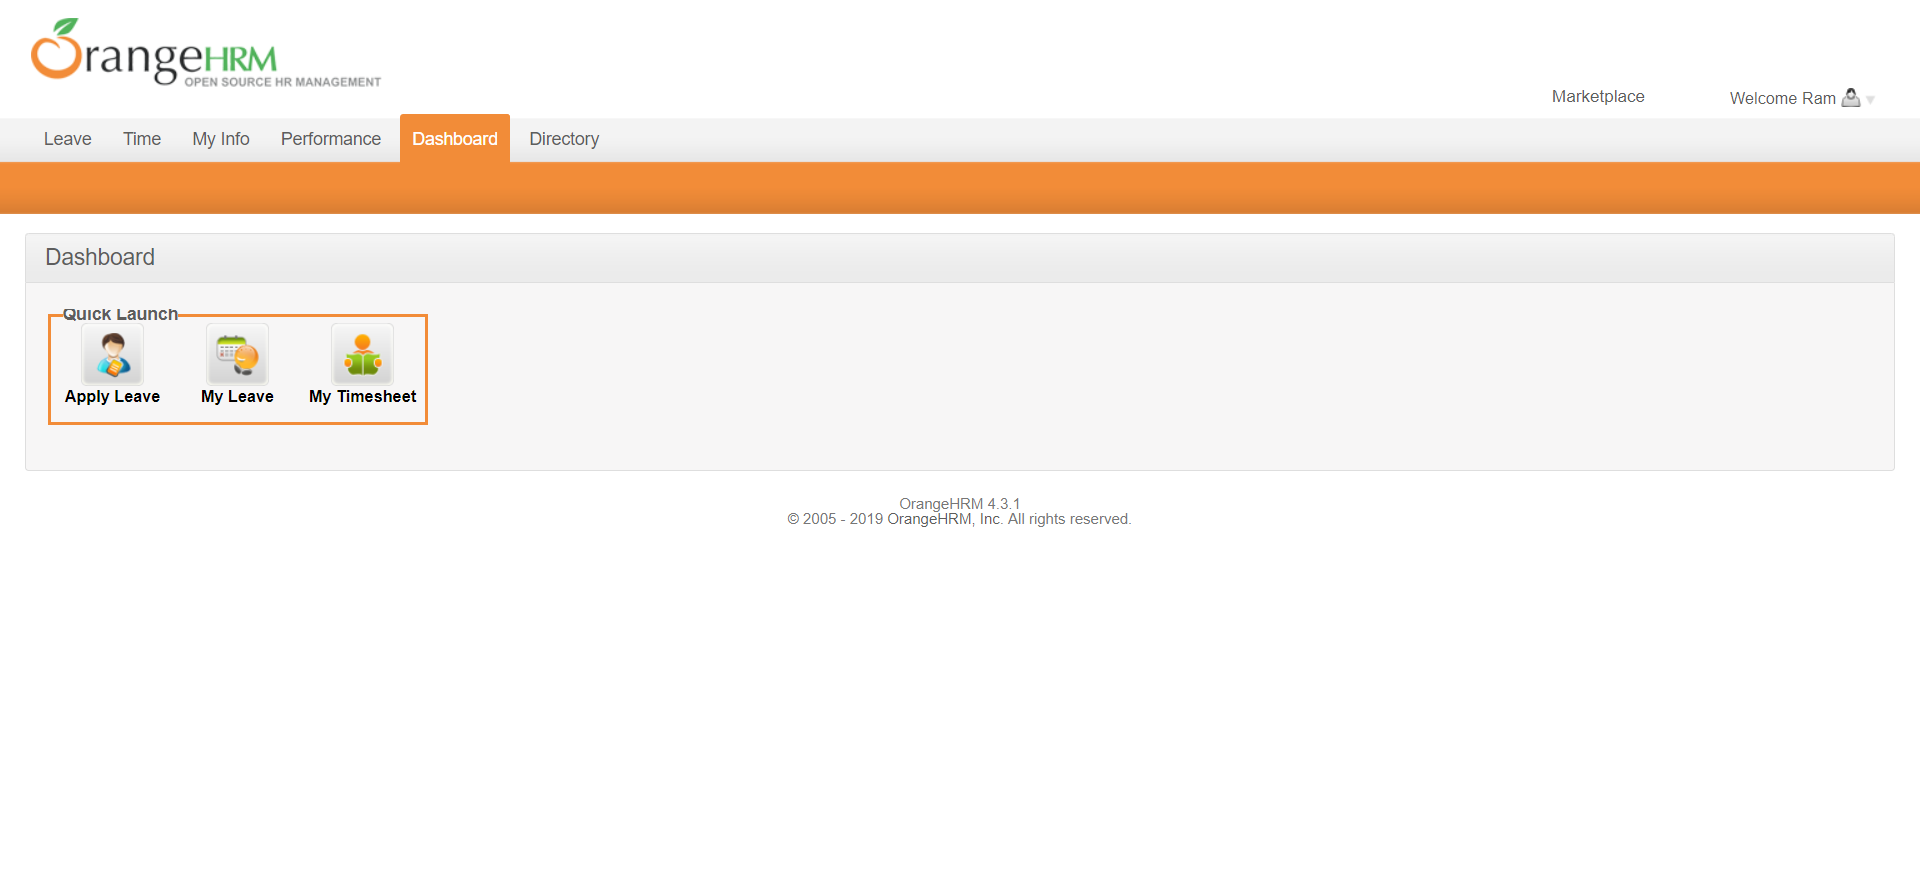 OrangeHRM
OPEN SOURCE HR MANAGEMENT
Marketplace
Welcome Ram
Leave Time My Info Performance Dashboard Directory
Dashboard
Quick Launch
Apply Leave My Leave My Timesheet
OrangeHRM 4.3.1
© 2005 - 2019 OrangeHRM, Inc. All rights reserved.